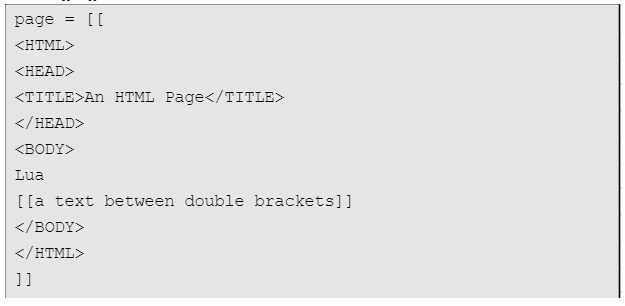 page = [[
<HTML>
<HEAD>
<TITLE>An HTML Page</TITLE>
</HEAD>
<BODY>
Lua
[[a text between double brackets]]
</BODY>
</HTML>
]]